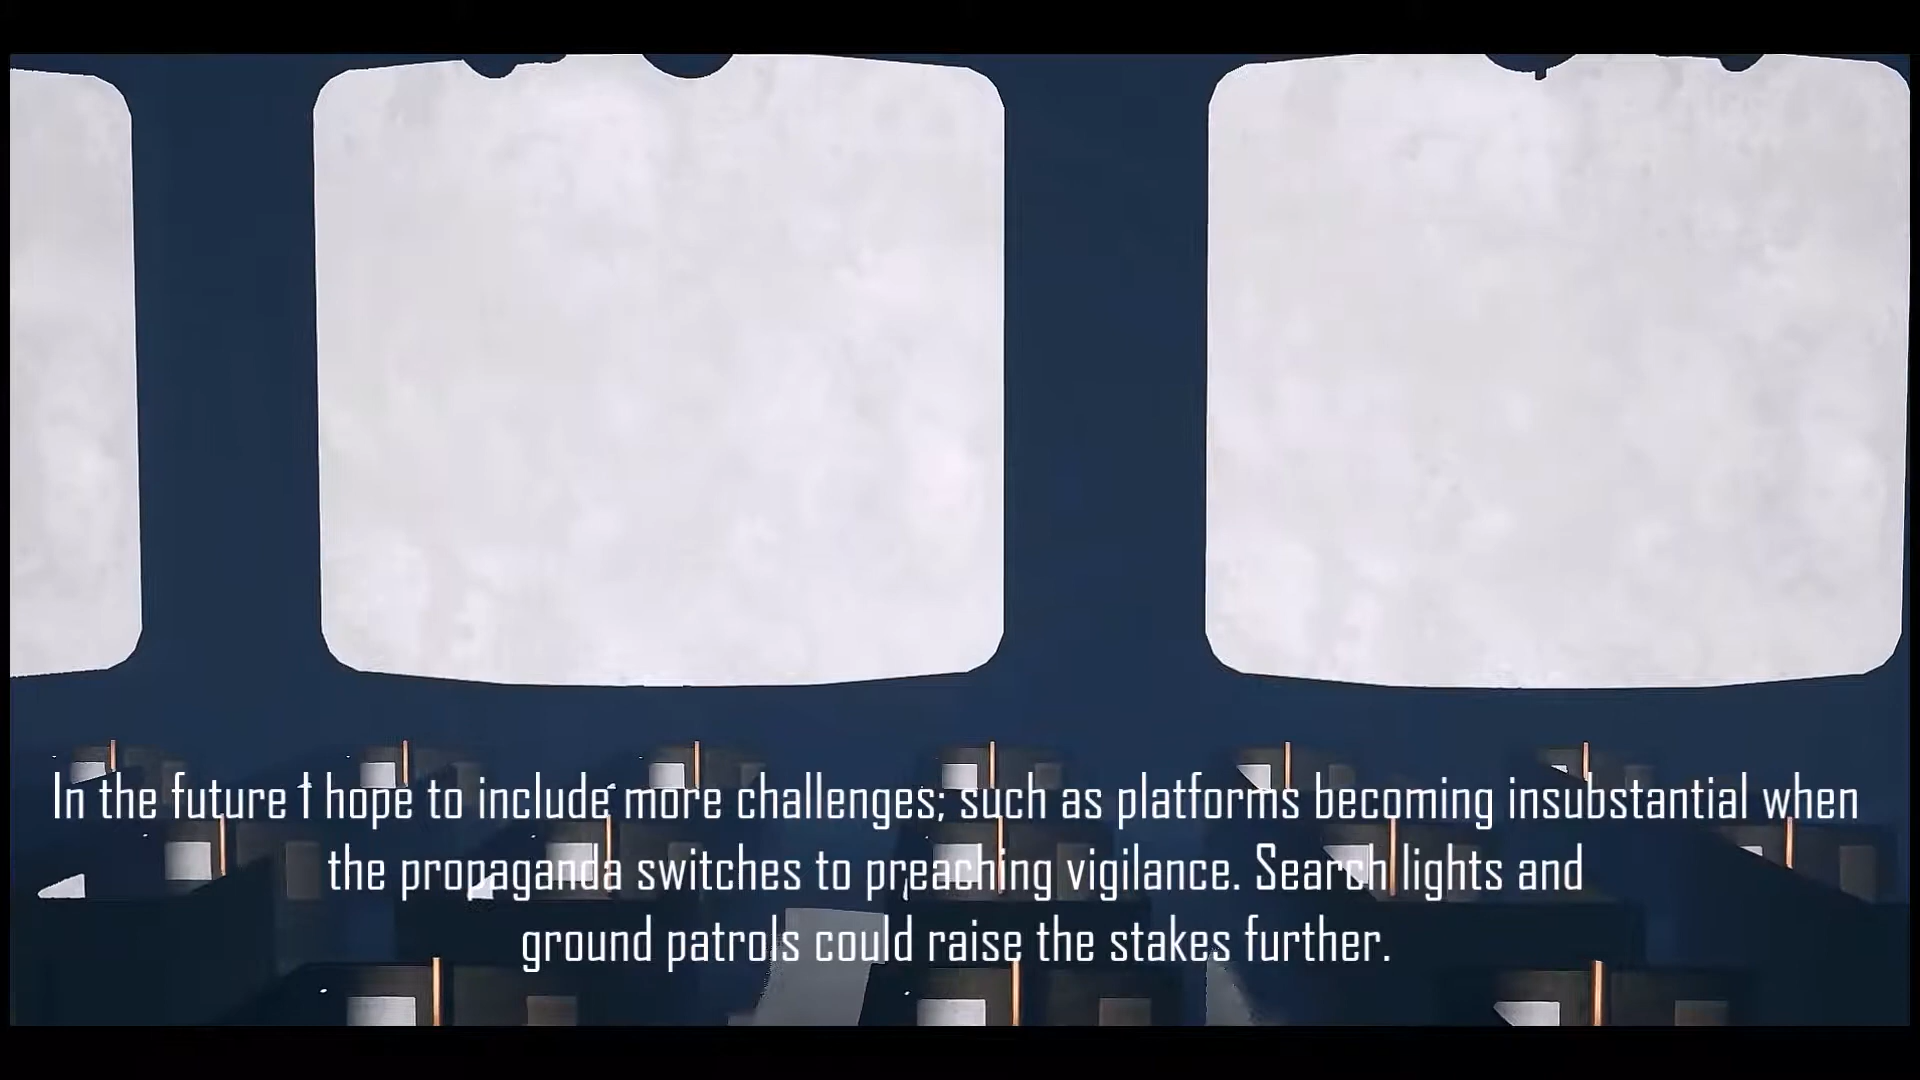 In the future I hope to include more challenges; such as platforms becoming insubstantial when
the propaganda switches to preaching vigilance. Search lights and
ground patrols could raise the stakes further.